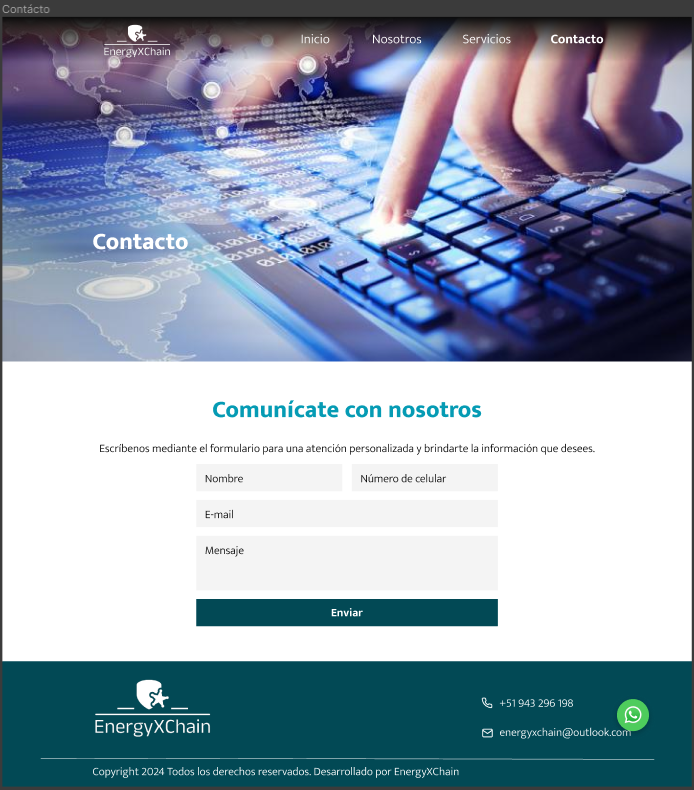 Contácto
EnergyXChain
Inicio
Nosotros
Servicios
Contacto
Contacto
Comunícate con nosotros
Escríbenos mediante el formulario para una atención personalizada y brindarte la información que desees.
Nombre
Número de celular
E-mail
Mensaje
Enviar
EnergyXChain
+51 943 296 198
energyxchain@outlook.com
Copyright 2024 Todos los derechos reservados. Desarrollado por EnergyXChain